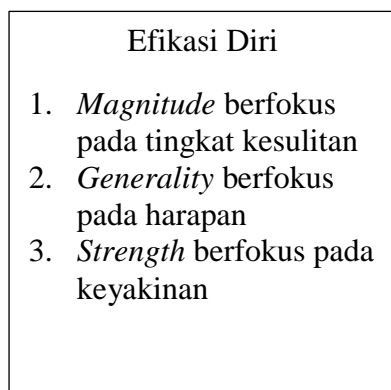 Efikasi Diri
1. Magnitude berfokus
pada tingkat kesulitan
2. Generality berfokus
pada harapan
3. Strength berfokus pada
keyakinan